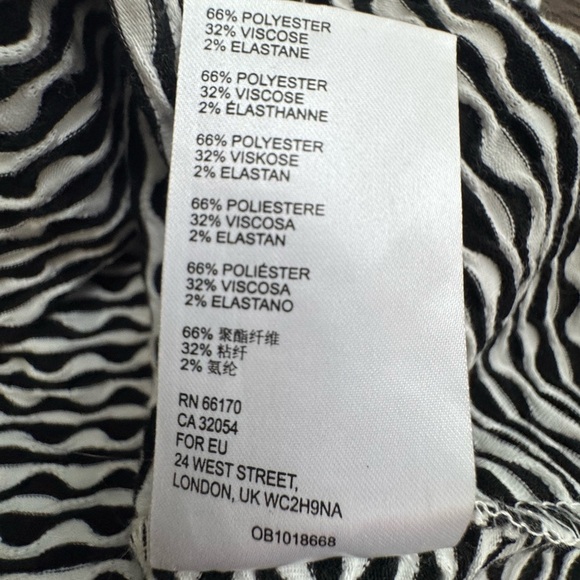 66% POLYESTER
32% VISCOSE
2% ELASTANE
66% POLYESTER
32% VISCOSE
2% ÉLASTHANNE
66% POLYESTER
32% VISKOSE
2% ELASTAN
66% POLIESTERE
32% VISCOSA
2% ELASTAN
66% POLIÉSTER
32% VISCOSA
2% ELASTANO
66% 聚酯纤维
32% 粘纤
2% 氨纶
RN 66170
CA 32054
FOR EU
24 WEST STREET,
LONDON, UK WC2H9NA
OB1018668